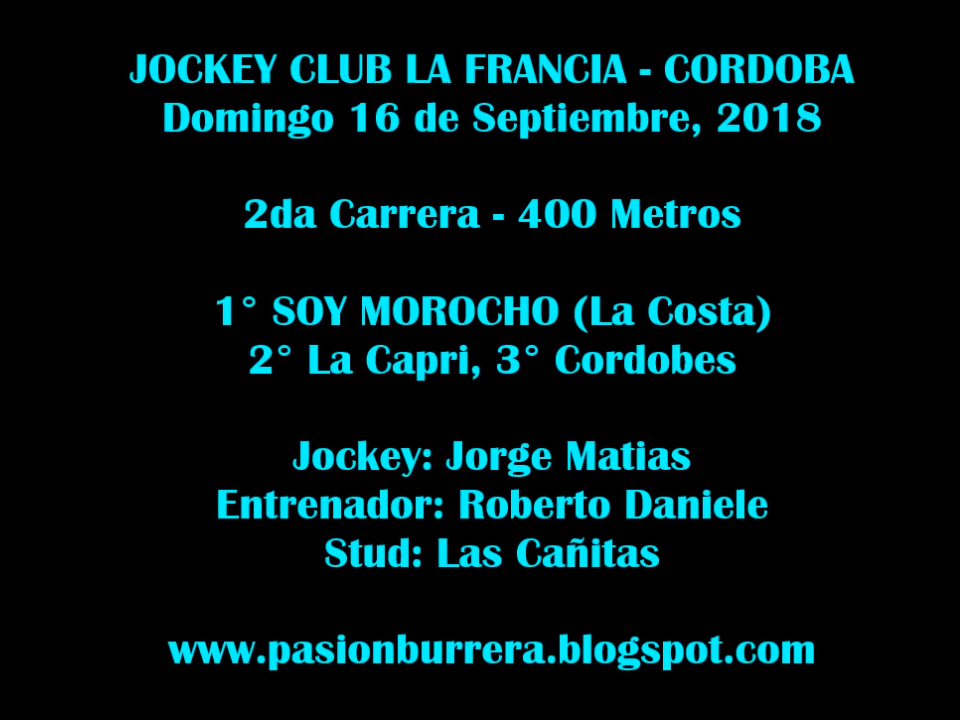 JOCKEY CLUB LA FRANCIA - CORDOBA
Domingo 16 de Septiembre, 2018
2da Carrera - 400 Metros
1° SOY MOROCHO (La Costa)
2° La Capri, 3° Cordobes
Jockey: Jorge Matias
Entrenador: Roberto Daniele
Stud: Las Cañitas
www.pasionburrera.blogspot.com